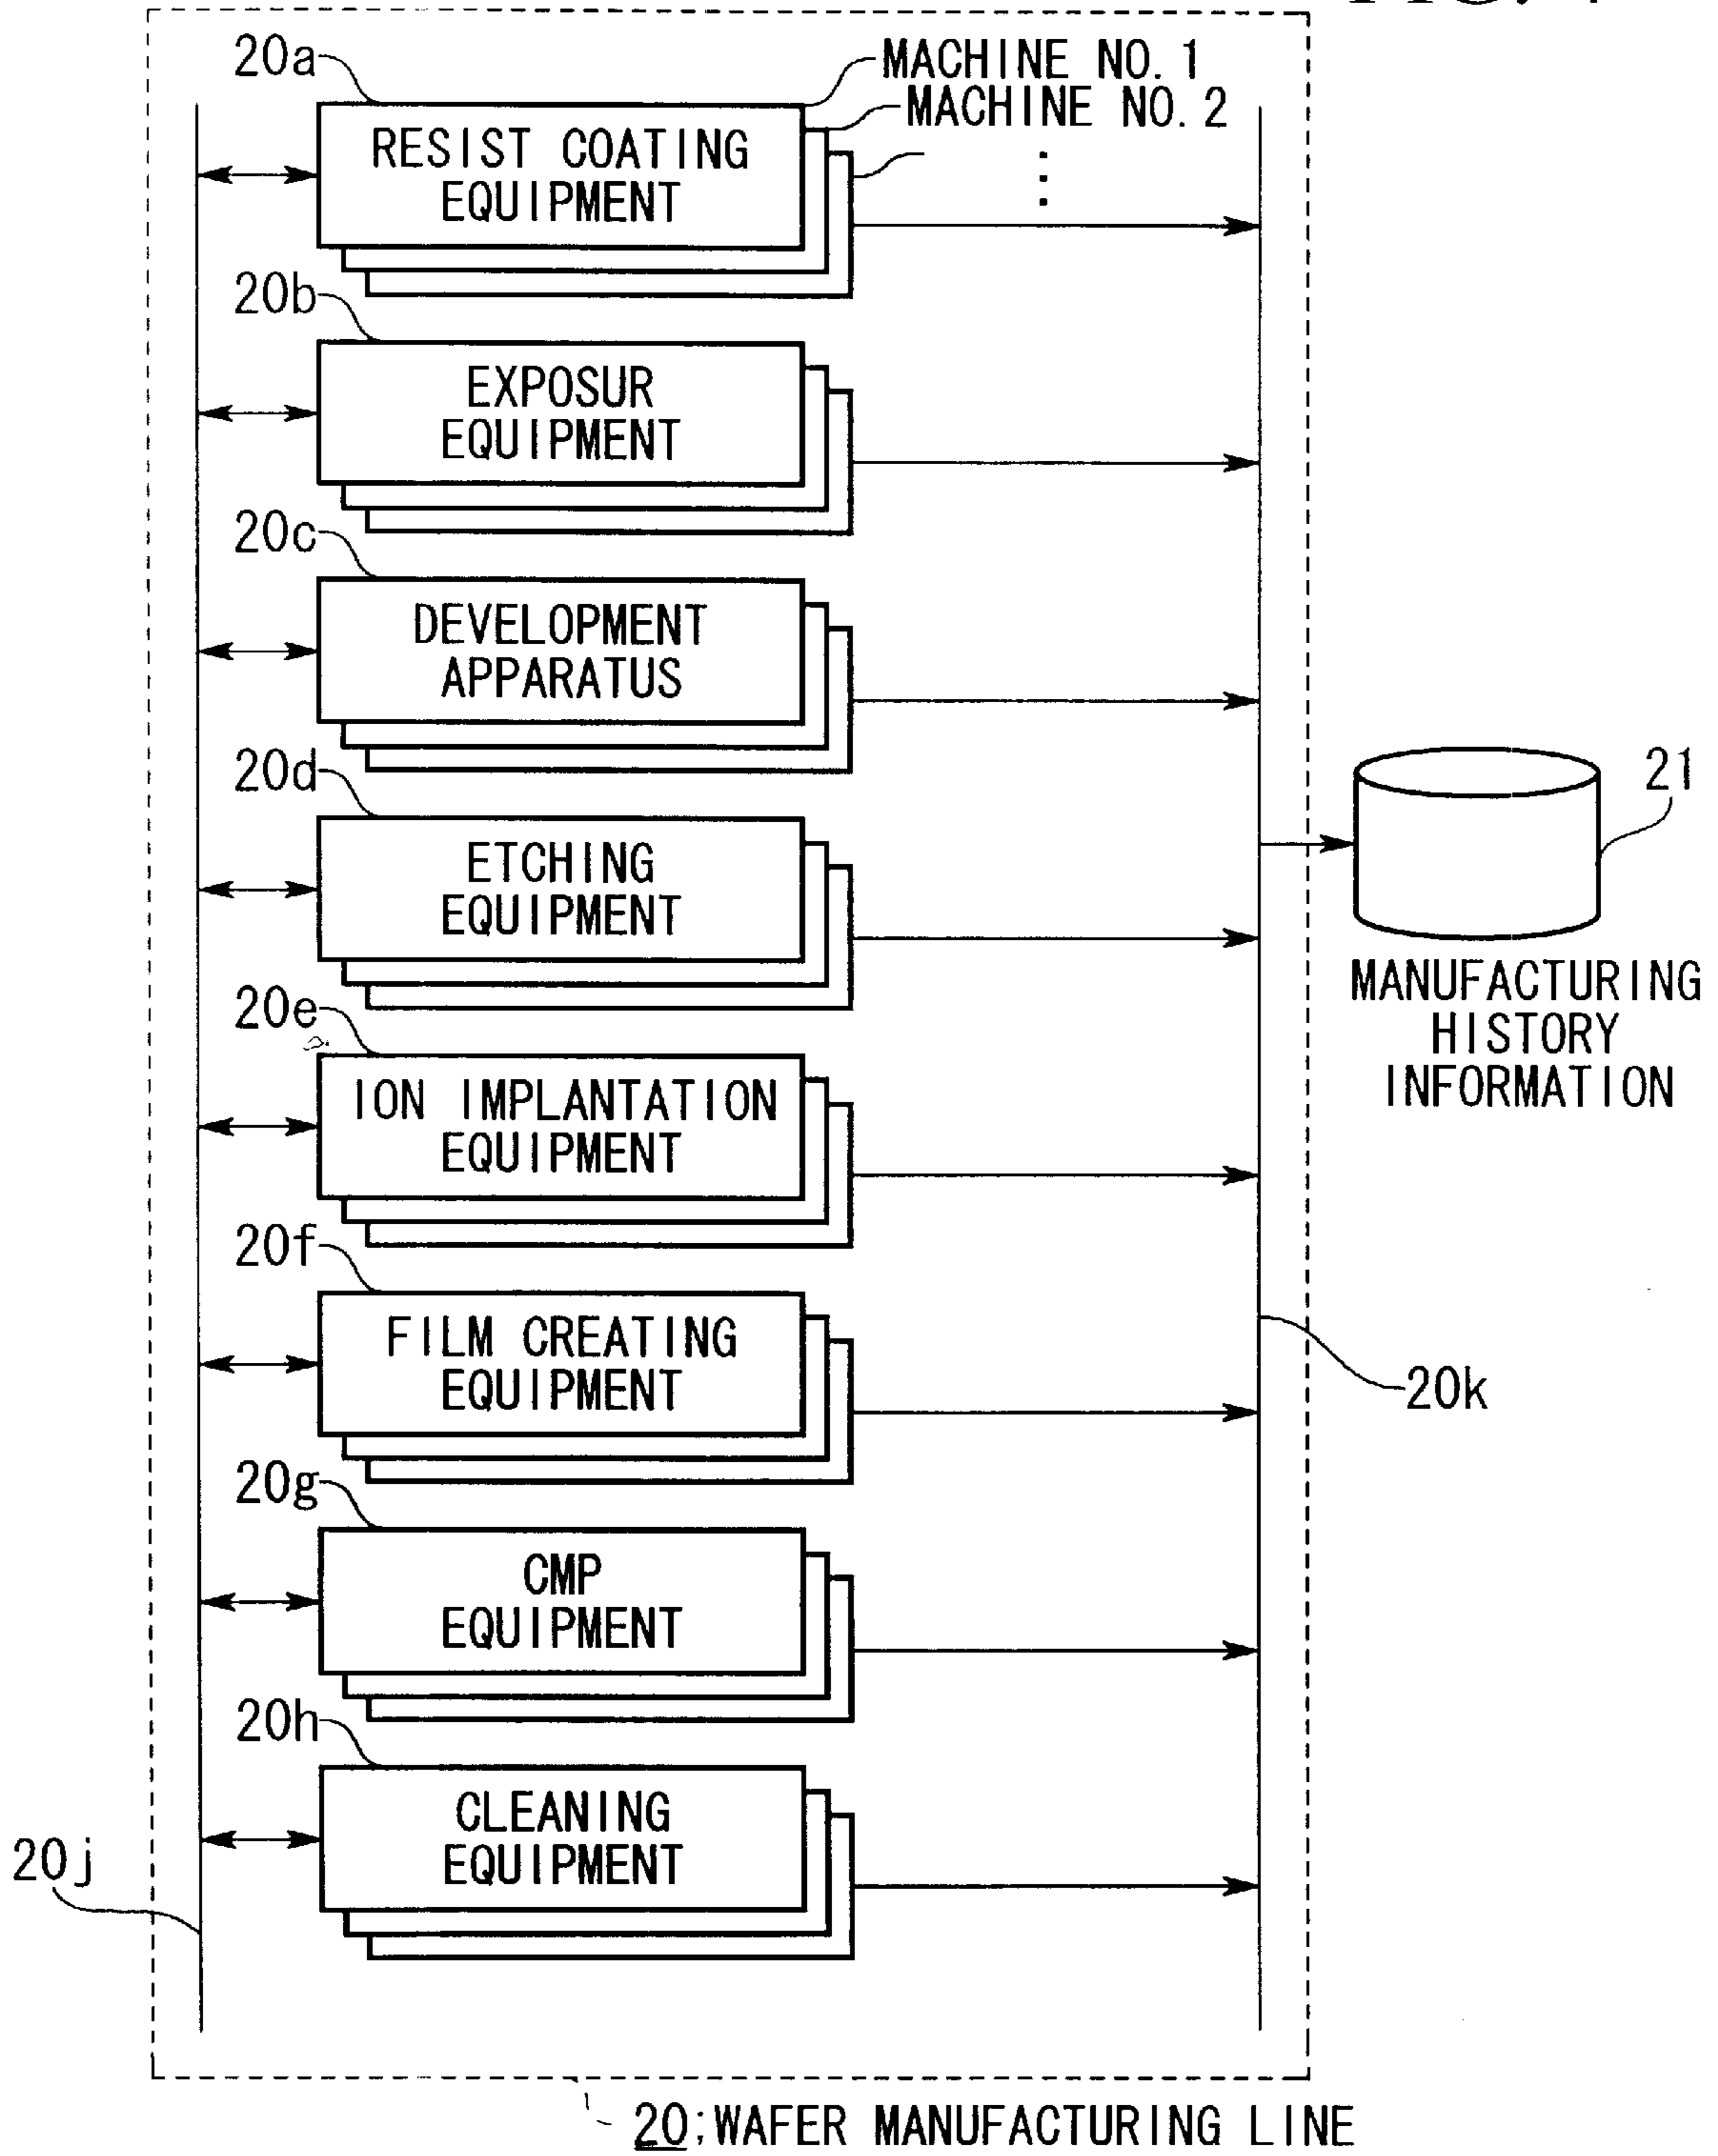 20a
MACHINE NO. 1
MACHINE NO. 2
RESIST COATING
EQUIPMENT
20b
EXPOSUR
EQUIPMENT
20c
DEVELOPMENT
APPARATUS
20d
ETCHING
EQUIPMENT
21
MANUFACTURING
HISTORY
INFORMATION
20e
ION IMPLANTATION
EQUIPMENT
20f
FILM CREATING
EQUIPMENT
20k
20g
CMP
EQUIPMENT
20h
CLEANING
EQUIPMENT
20j
20;WAFER MANUFACTURING LINE